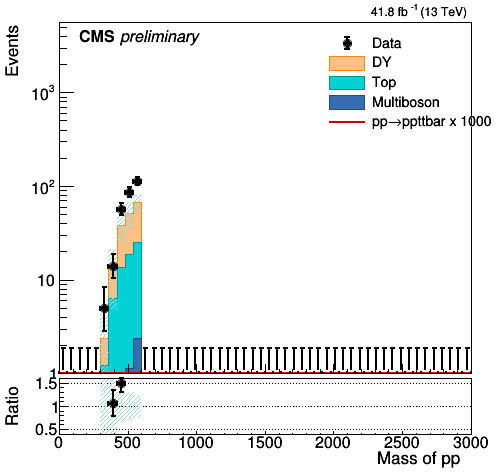 41.8 fb⁻¹ (13 TeV)
CMS preliminary
Events
Data
DY
Top
Multiboson
pp→ppttbar x 1000
10³
10²
10
1
Ratio
1.5
1
0.5
0 500 1000 1500 2000 2500 3000
Mass of pp